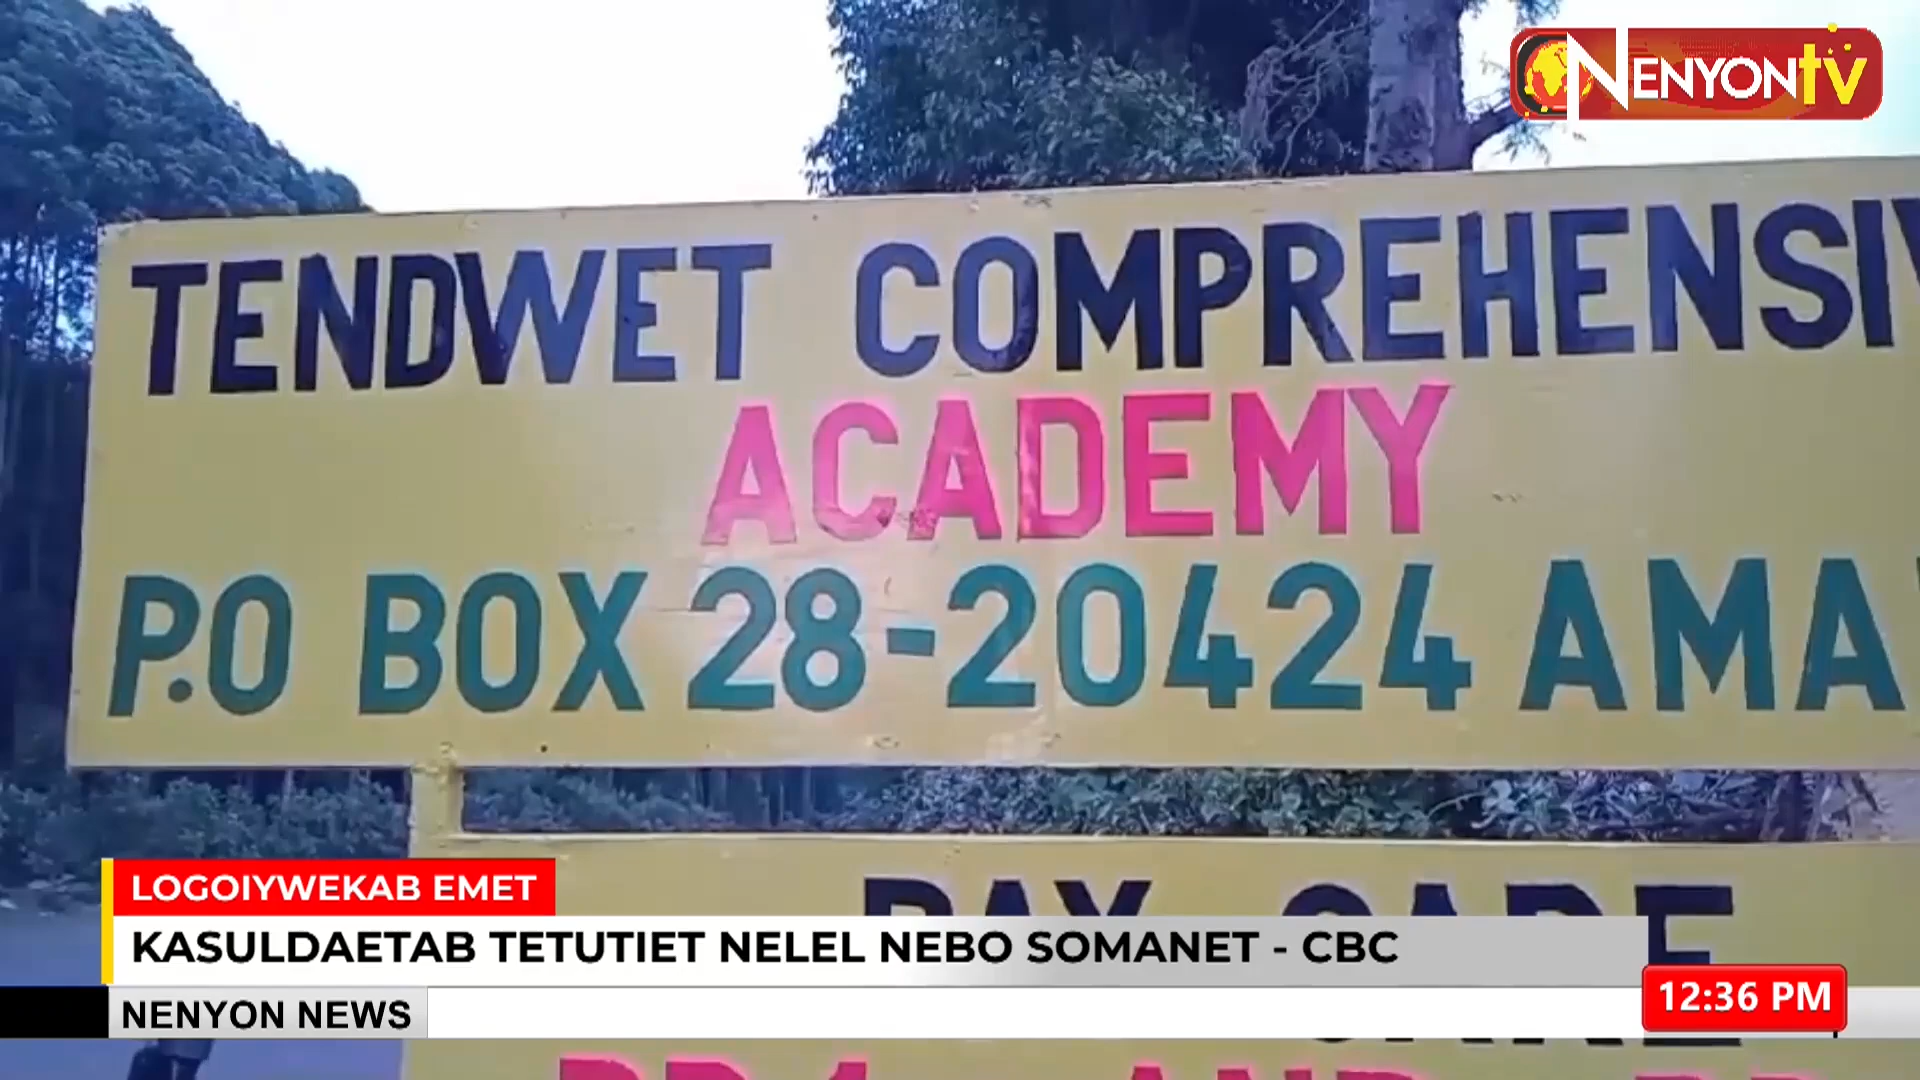 NENYONTV
TENDWET COMPREHENSIV
ACADEMY
P.O BOX 28-20424 AMA
CARE
LOGOIYWEKAB EMET
KASULDAETAB TETUTIET NELEL NEBO SOMANET - CBC
NENYON NEWS
12:36 PM